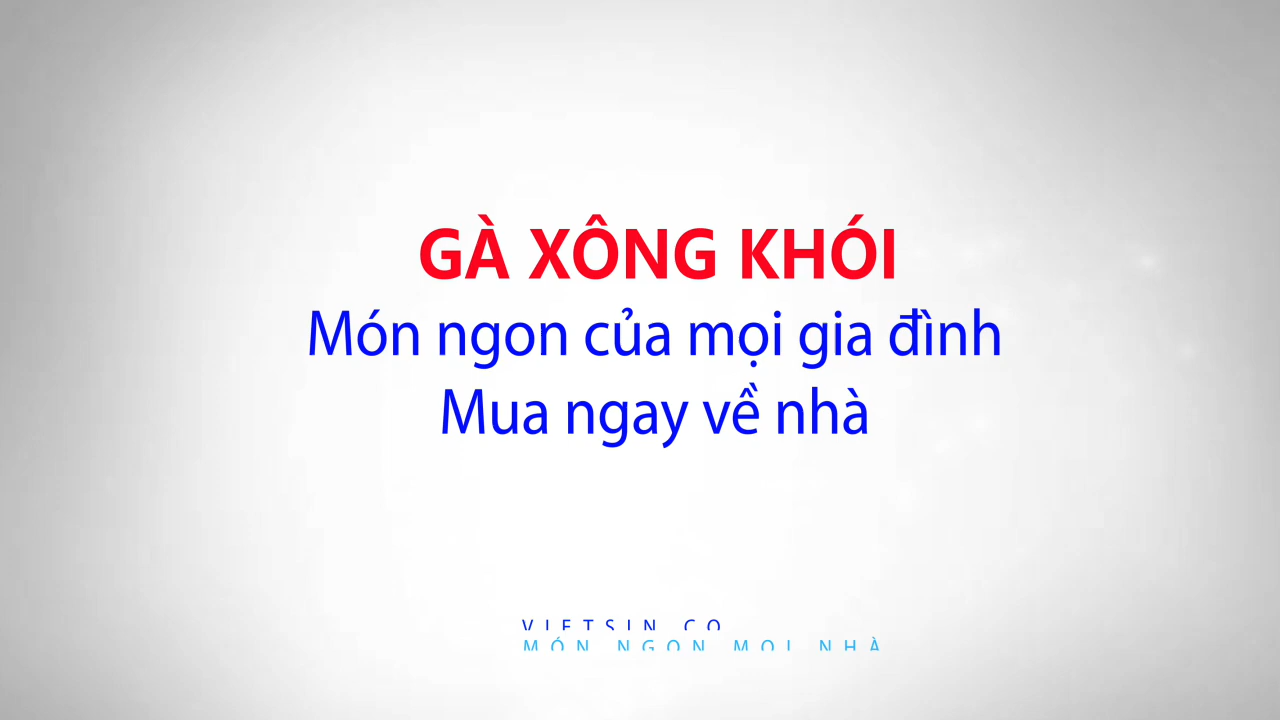 GÀ XÔNG KHÓI
Món ngon của mọi gia đình
Mua ngay về nhà
VIETSIN CO
MÓN NGON MỌI NHÀ